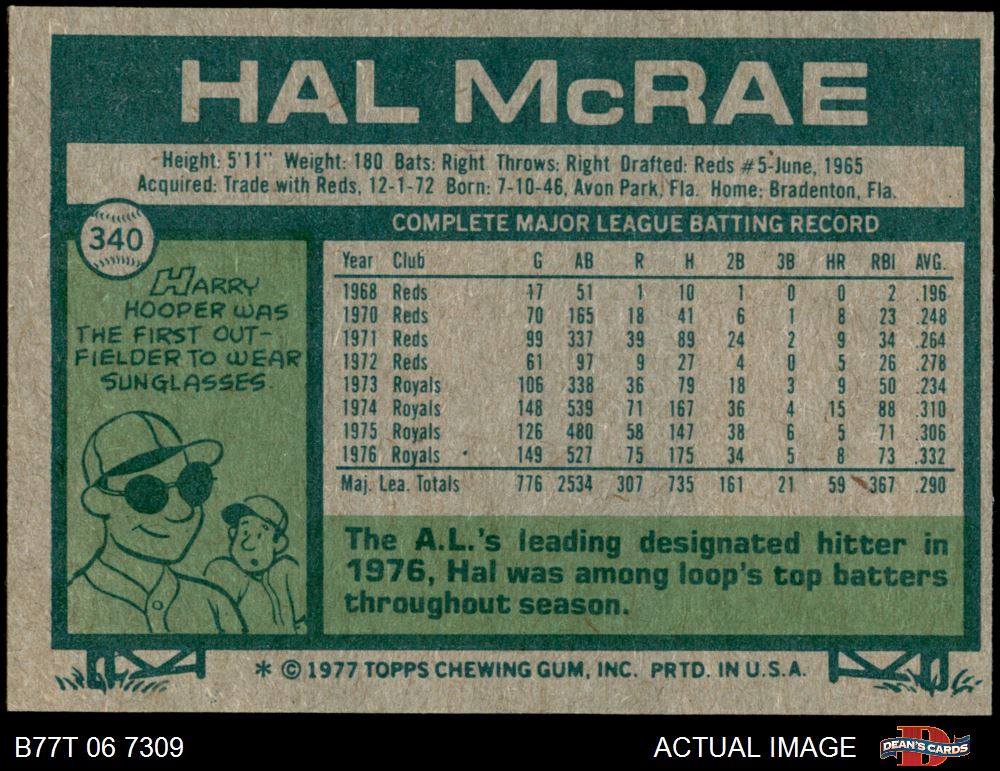 HAL McRAE
Height: 5'11" Weight: 180 Bats: Right Throws: Right Drafted: Reds #5-June, 1965
Acquired: Trade with Reds, 12-1-72 Born: 7-10-46, Avon Park, Fla. Home: Bradenton, Fla.
340
HARRY
HOOPER WAS
THE FIRST OUT-
FIELDER TO WEAR
SUNGLASSES.
COMPLETE MAJOR LEAGUE BATTING RECORD
Year Club G AB R H 2B 3B HR RBI AVG.
1968 Reds 17 51 1 10 1 0 0 2 .196
1970 Reds 70 165 18 41 6 1 8 23 .248
1971 Reds 99 337 39 89 24 2 9 34 .264
1972 Reds 61 97 9 27 4 0 5 26 .278
1973 Royals 106 338 36 79 18 3 9 50 .234
1974 Royals 148 539 71 167 36 4 15 88 .310
1975 Royals 126 480 58 147 38 6 5 71 .306
1976 Royals 149 527 75 175 34 5 8 73 .332
Maj. Lea. Totals 776 2534 307 735 161 21 59 367 .290
The A.L.'s leading designated hitter in
1976, Hal was among loop's top batters
throughout season.
* © 1977 TOPPS CHEWING GUM, INC. PRTD. IN U.S.A.
B77T 06 7309
ACTUAL IMAGE
DEAN'S CARDS